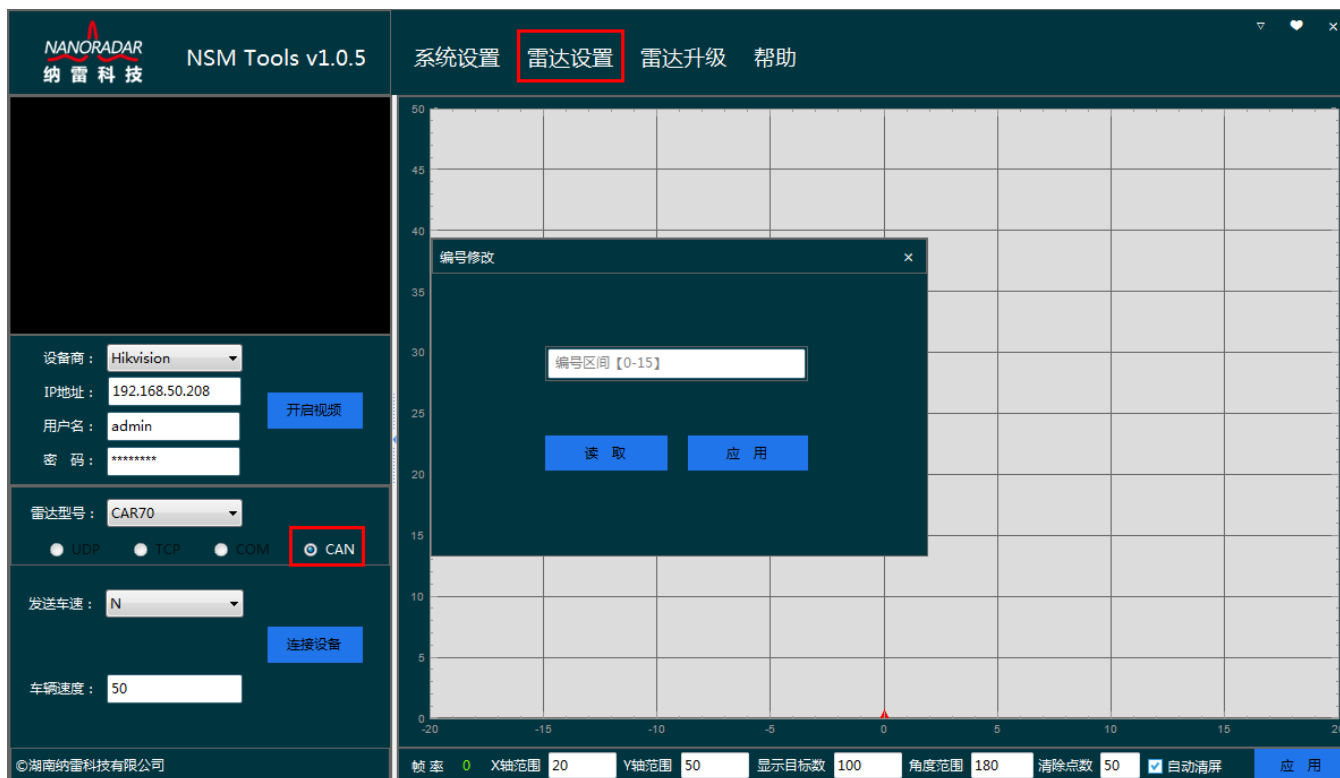 NANORADAR
纳雷科技
NSM Tools v1.0.5
系统设置 雷达设置 雷达升级 帮助
设备商： Hikvision
IP地址： 192.168.50.208
用户名： admin
密 码： ********
开启视频
雷达型号： CAR70
UDP TCP COM CAN
发送车速： N
连接设备
车辆速度： 50
©湖南纳雷科技有限公司
50
45
40
35
30
25
20
15
10
5
0
-20 -15 -10 -5 0 5 10 15 20
编号修改 ×
编号区间【0-15】
读 取 应 用
帧 率 0 X轴范围 20 Y轴范围 50 显示目标数 100 角度范围 180 清除点数 50 自动清屏 应 用